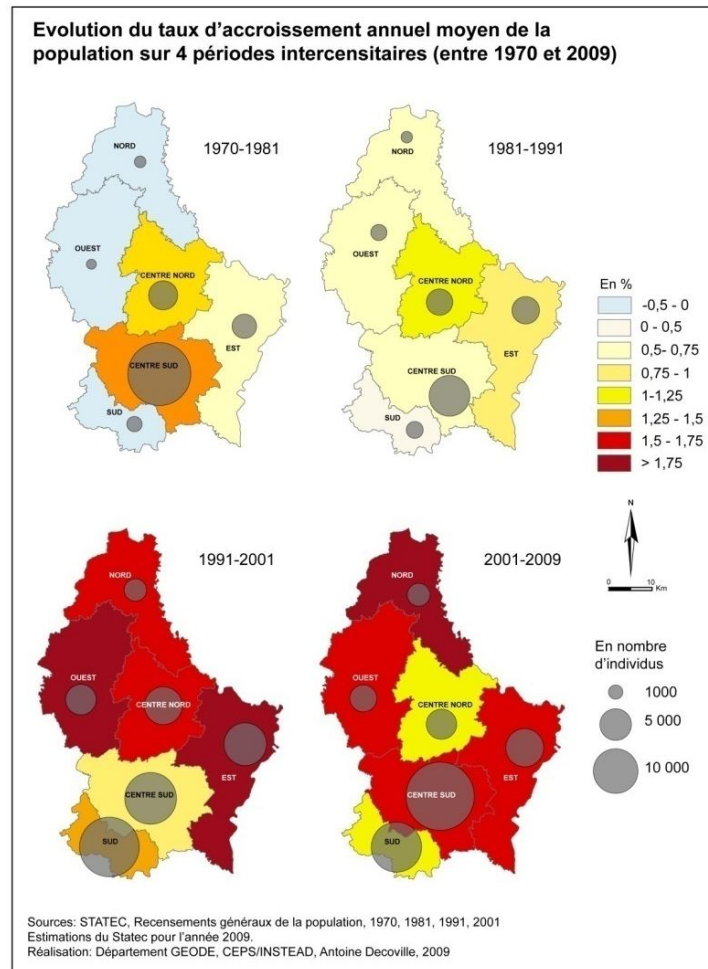 Evolution du taux d'accroissement annuel moyen de la
population sur 4 périodes intercensitaires (entre 1970 et 2009)
1970-1981
NORD
OUEST
CENTRE NORD
EST
CENTRE SUD
SUD
1981-1991
NORD
OUEST
CENTRE NORD
EST
CENTRE SUD
SUD
En %
-0,5 - 0
0 - 0,5
0,5- 0,75
0,75 - 1
1-1,25
1,25 - 1,5
1,5 - 1,75
> 1,75
N
0 10
Km
1991-2001
NORD
OUEST
CENTRE NORD
EST
CENTRE SUD
SUD
2001-2009
NORD
OUEST
CENTRE NORD
EST
CENTRE SUD
SUD
En nombre
d'individus
1000
5 000
10 000
Sources: STATEC, Recensements généraux de la population, 1970, 1981, 1991, 2001
Estimations du Statec pour l'année 2009.
Réalisation: Département GEODE, CEPS/INSTEAD, Antoine Decoville, 2009